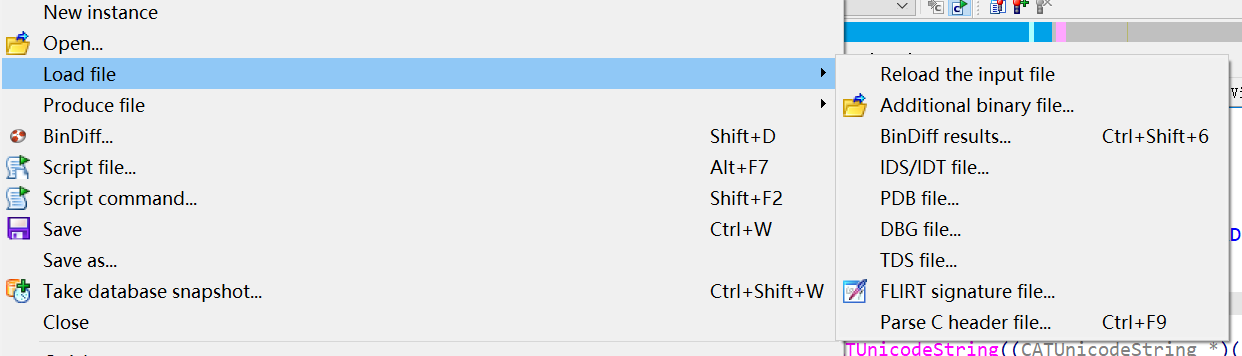 New instance
Open...
Load file
Produce file
BinDiff... Shift+D
Script file... Alt+F7
Script command... Shift+F2
Save Ctrl+W
Save as...
Take database snapshot... Ctrl+Shift+W
Close
Reload the input file
Additional binary file...
BinDiff results... Ctrl+Shift+6
IDS/IDT file...
PDB file...
DBG file...
TDS file...
FLIRT signature file...
Parse C header file... Ctrl+F9
TUnicodeString((CATUnicodeString *)(